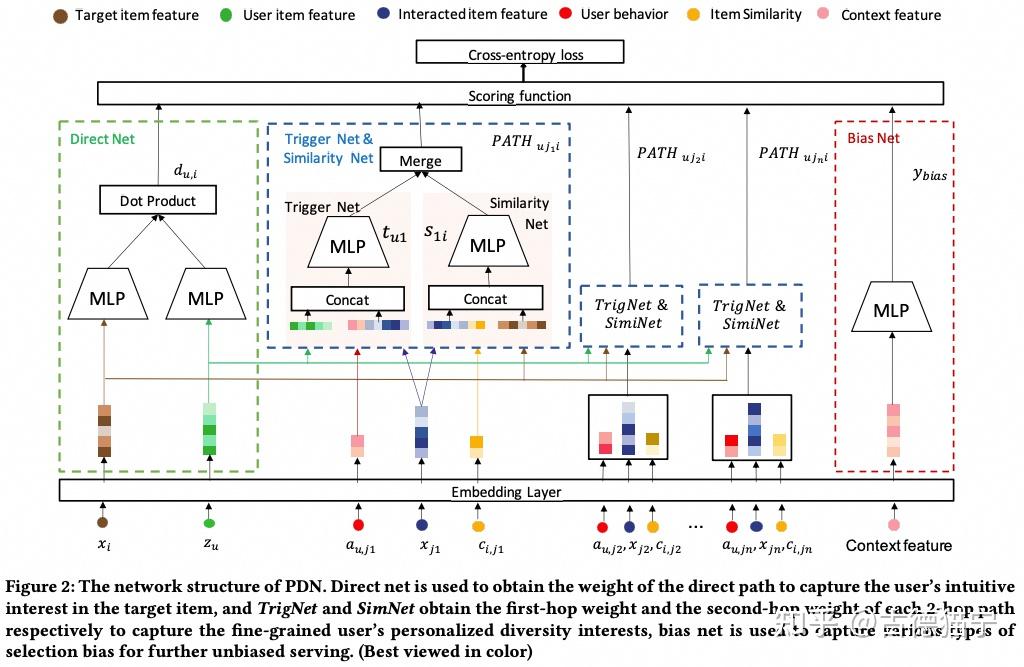 Target item feature User item feature Interacted item feature User behavior Item Similarity Context feature
Cross-entropy loss
Scoring function
Direct Net
d_{u,i}
Dot Product
MLP MLP
Trigger Net &
Similarity Net
PATH_{uj_1i}
Merge
Trigger Net
Similarity
Net
MLP t_{u1} s_{1i} MLP
Concat Concat
PATH_{uj_2i}
TrigNet &
SimiNet
PATH_{uj_ni}
TrigNet &
SimiNet
Bias Net
y_{bias}
MLP
Embedding Layer
x_i z_u a_{u,j1} x_{j1} c_{i,j1} a_{u,j2}, x_{j2}, c_{i,j2} ... a_{u,jn}, x_{jn}, c_{i,jn} Context feature
Figure 2: The network structure of PDN. Direct net is used to obtain the weight of the direct path to capture the user's intuitive
interest in the target item, and TrigNet and SimNet obtain the first-hop weight and the second-hop weight of each 2-hop path
respectively to capture the fine-grained user's personalized diversity interests, bias net is used to capture various types of
selection bias for further unbiased serving. (Best viewed in color)
知乎 @古德猫宁